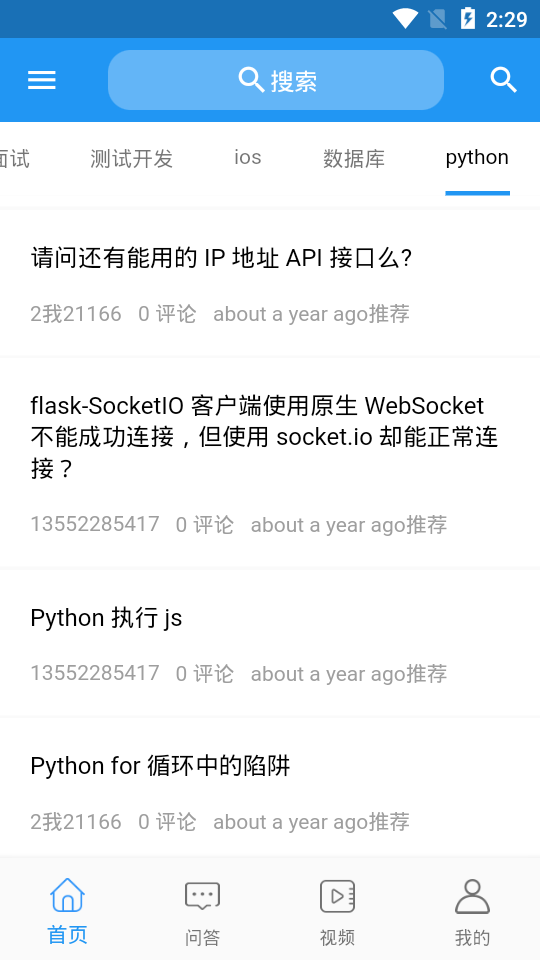 2:29
搜索
面试 测试开发 ios 数据库 python
请问还有能用的 IP 地址 API 接口么?
2我21166 0 评论 about a year ago推荐
flask-SocketIO 客户端使用原生 WebSocket
不能成功连接，但使用 socket.io 却能正常连
接？
13552285417 0 评论 about a year ago推荐
Python 执行 js
13552285417 0 评论 about a year ago推荐
Python for 循环中的陷阱
2我21166 0 评论 about a year ago推荐
首页 问答 视频 我的